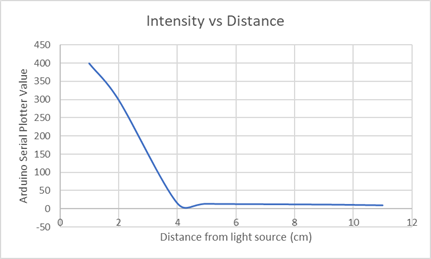 Intensity vs Distance
450
400
350
300
250
200
150
100
50
0
-50
0 2 4 6 8 10 12
Arduino Serial Plotter Value
Distance from light source (cm)